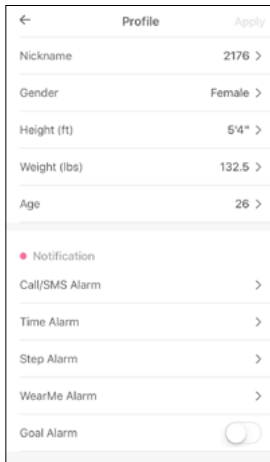 ← Profile Apply
Nickname 2176 >
Gender Female >
Height (ft) 5'4" >
Weight (lbs) 132.5 >
Age 26 >
Notification
Call/SMS Alarm >
Time Alarm >
Step Alarm >
WearMe Alarm >
Goal Alarm